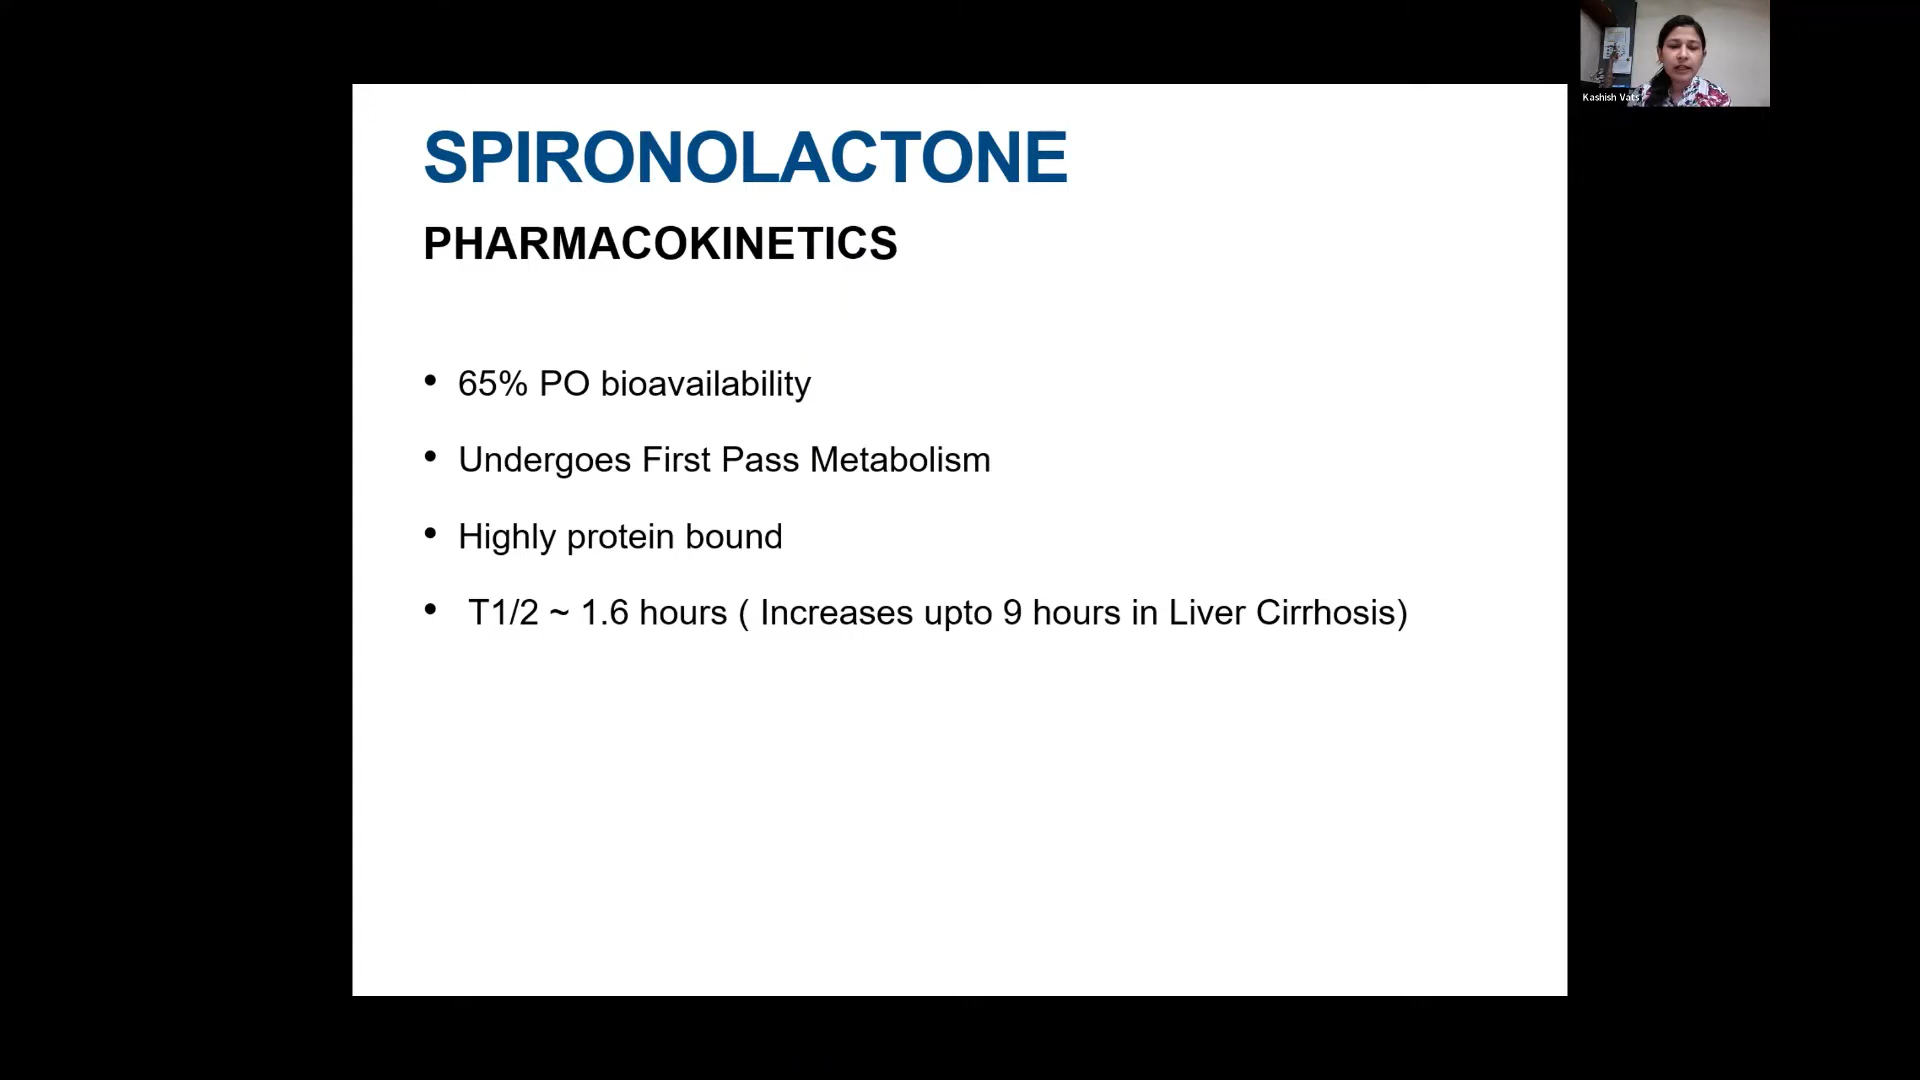 SPIRONOLACTONE
PHARMACOKINETICS
• 65% PO bioavailability
• Undergoes First Pass Metabolism
• Highly protein bound
• T1/2 ~ 1.6 hours ( Increases upto 9 hours in Liver Cirrhosis)
Kashish Vats